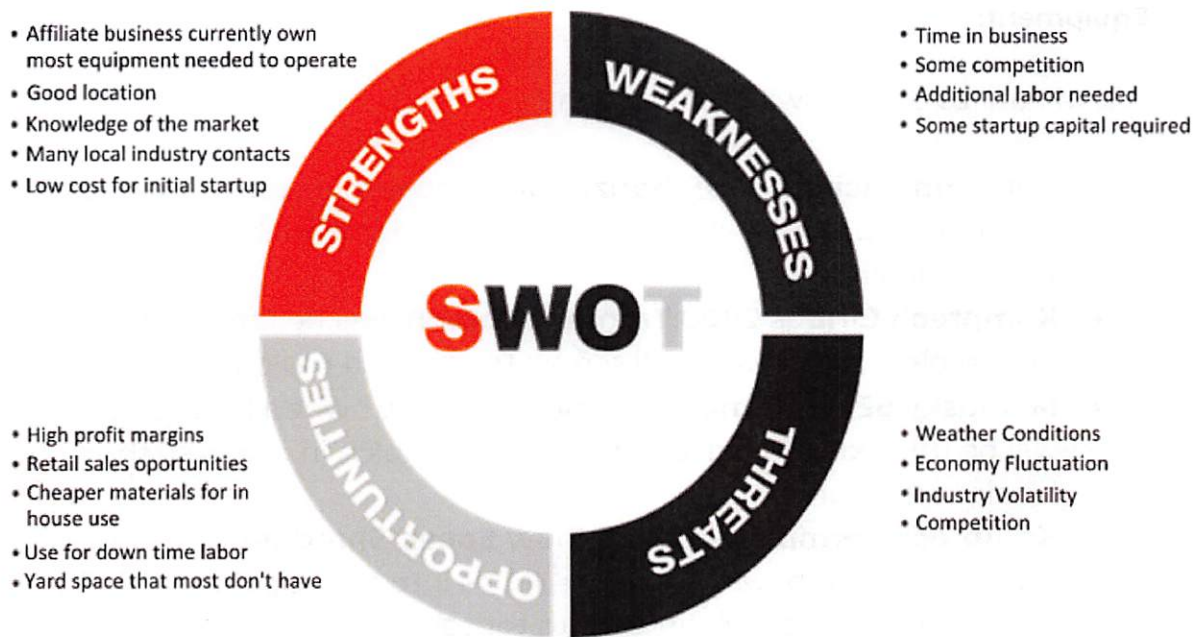 • Affiliate business currently own
most equipment needed to operate
• Good location
• Knowledge of the market
• Many local industry contacts
• Low cost for initial startup
STRENGTHS
WEAKNESSES
• Time in business
• Some competition
• Additional labor needed
• Some startup capital required
SWOT
• High profit margins
• Retail sales oportunities
• Cheaper materials for in
house use
• Use for down time labor
• Yard space that most don't have
OPPORTUNITIES
THREATS
• Weather Conditions
• Economy Fluctuation
• Industry Volatility
• Competition